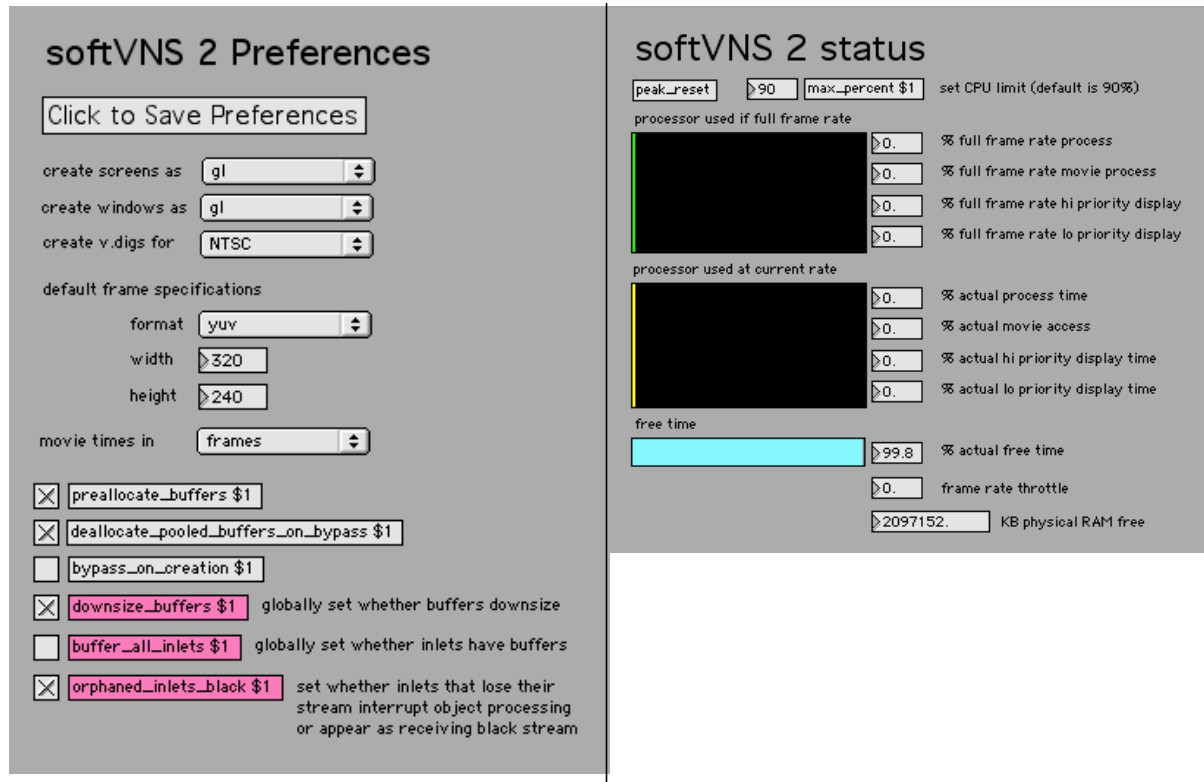 softVNS 2 Preferences
Click to Save Preferences
create screens as gl
create windows as gl
create v.digs for NTSC
default frame specifications
format yuv
width 320
height 240
movie times in frames
preallocate_buffers $1
deallocate_pooled_buffers_on_bypass $1
bypass_on_creation $1
downsize_buffers $1 globally set whether buffers downsize
buffer_all_inlets $1 globally set whether inlets have buffers
orphaned_inlets_black $1 set whether inlets that lose their
stream interrupt object processing
or appear as receiving black stream
softVNS 2 status
peak_reset 90 max_percent $1 set CPU limit (default is 90%)
processor used if full frame rate
0. % full frame rate process
0. % full frame rate movie process
0. % full frame rate hi priority display
0. % full frame rate lo priority display
processor used at current rate
0. % actual process time
0. % actual movie access
0. % actual hi priority display time
0. % actual lo priority display time
free time
99.8 % actual free time
0. frame rate throttle
2097152. KB physical RAM free